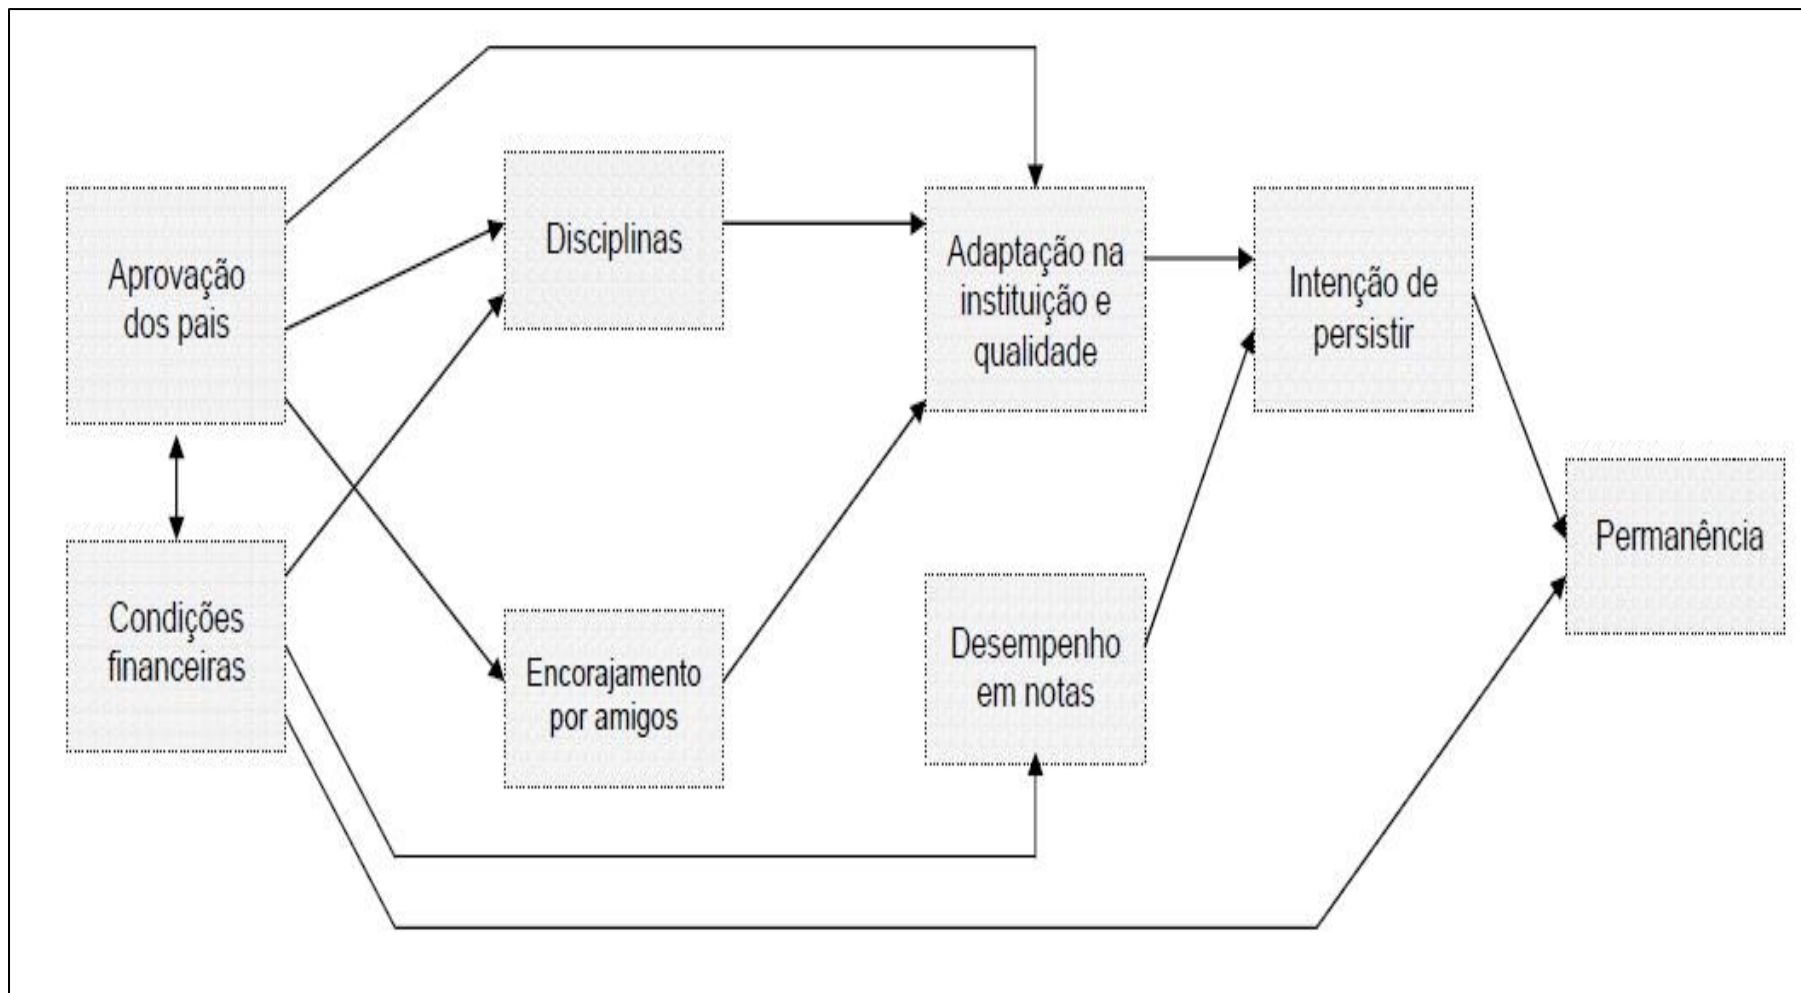 Aprovação
dos pais
Condições
financeiras
Disciplinas
Encorajamento
por amigos
Adaptação na
instituição e
qualidade
Desempenho
em notas
Intenção de
persistir
Permanência